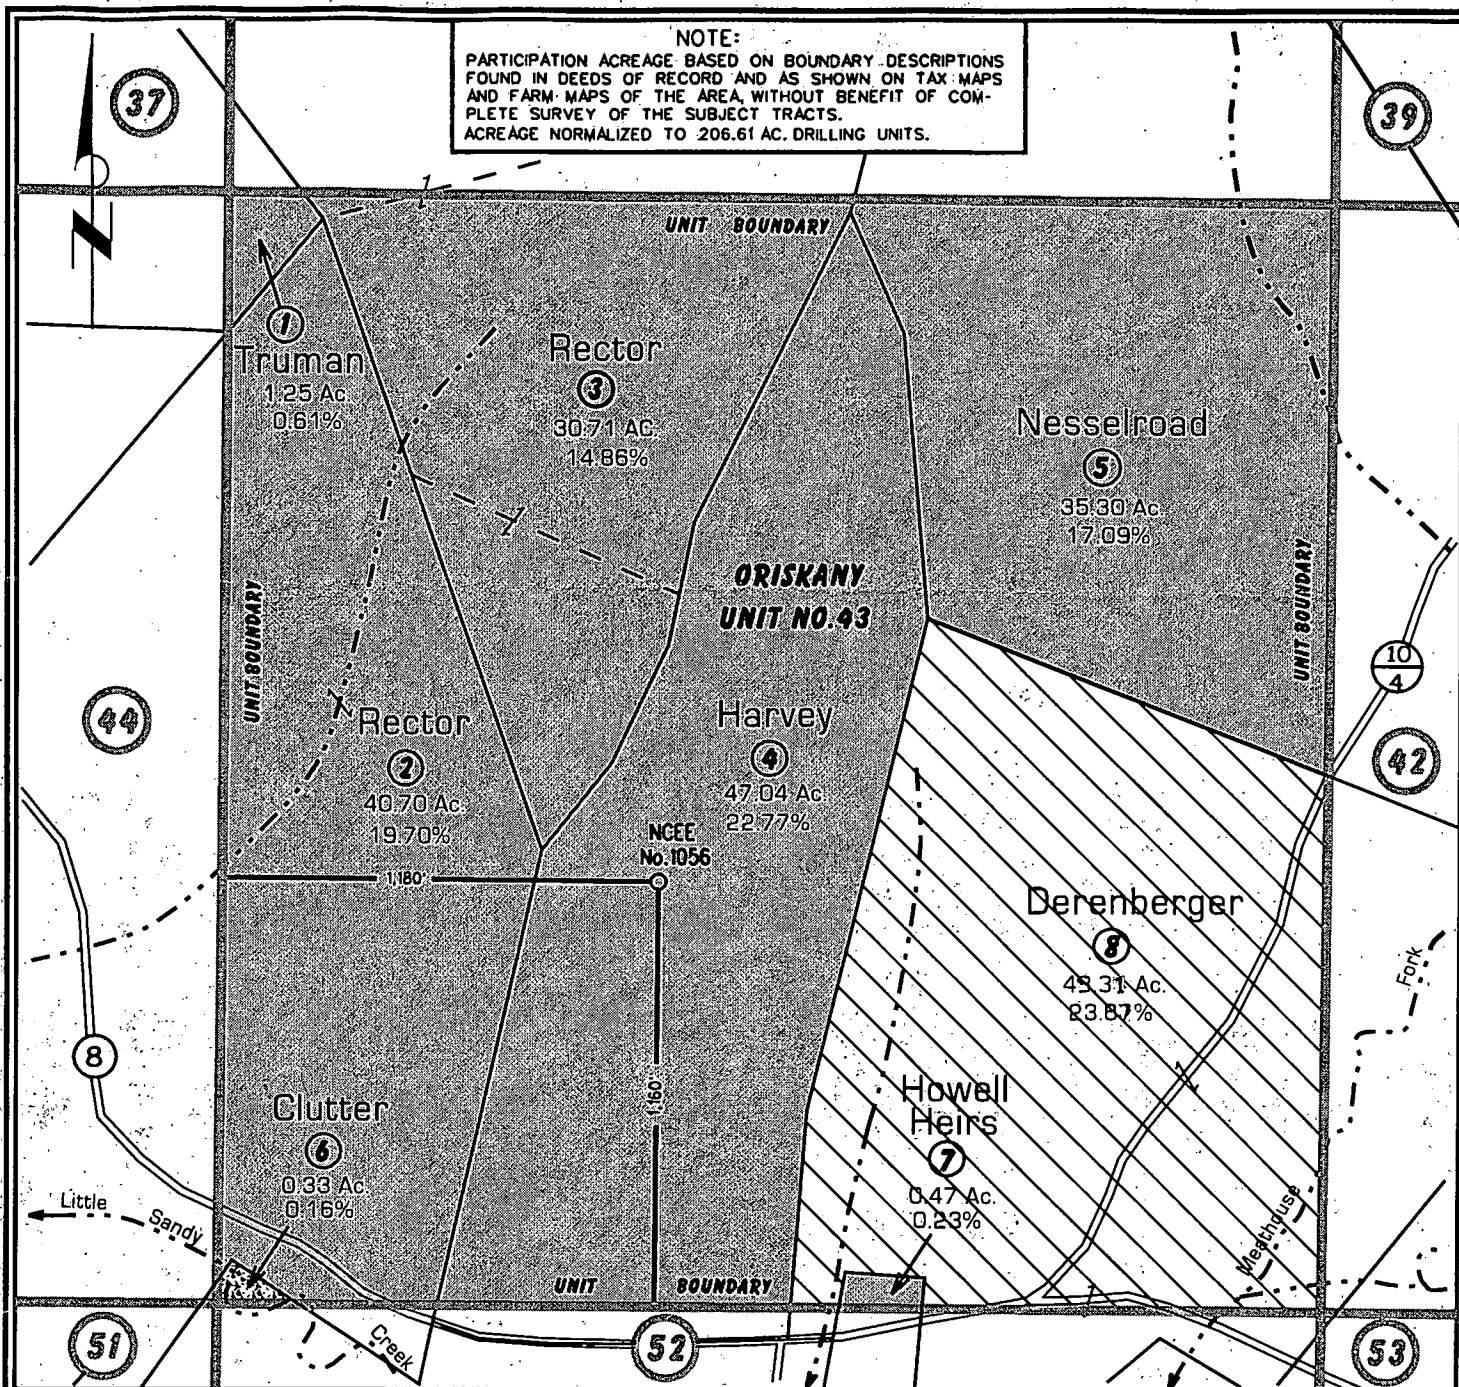 NOTE:
PARTICIPATION ACREAGE BASED ON BOUNDARY DESCRIPTIONS
FOUND IN DEEDS OF RECORD AND AS SHOWN ON TAX MAPS
AND FARM MAPS OF THE AREA, WITHOUT BENEFIT OF COM-
PLETE SURVEY OF THE SUBJECT TRACTS.
ACREAGE NORMALIZED TO 206.61 AC. DRILLING UNITS.
37
39
N
UNIT BOUNDARY
1
Truman
1.25 Ac.
0.61%
Rector
3
30.71 AC.
14.86%
Nesselroad
5
35.30 Ac.
17.09%
ORISKANY
UNIT NO.43
UNIT BOUNDARY
UNIT BOUNDARY
10
4
44
Rector
2
40.70 Ac.
19.70%
Harvey
4
47.04 Ac.
22.77%
42
NCEE
No.1056
1,180'
1,160'
Derenberger
8
49.31 Ac.
23.87%
Fork
8
Clutter
6
0.33 Ac.
0.16%
Howell
Heirs
7
0.47 Ac.
0.23%
Little
Sandy
Meathouse
UNIT BOUNDARY
51
Creek
52
53